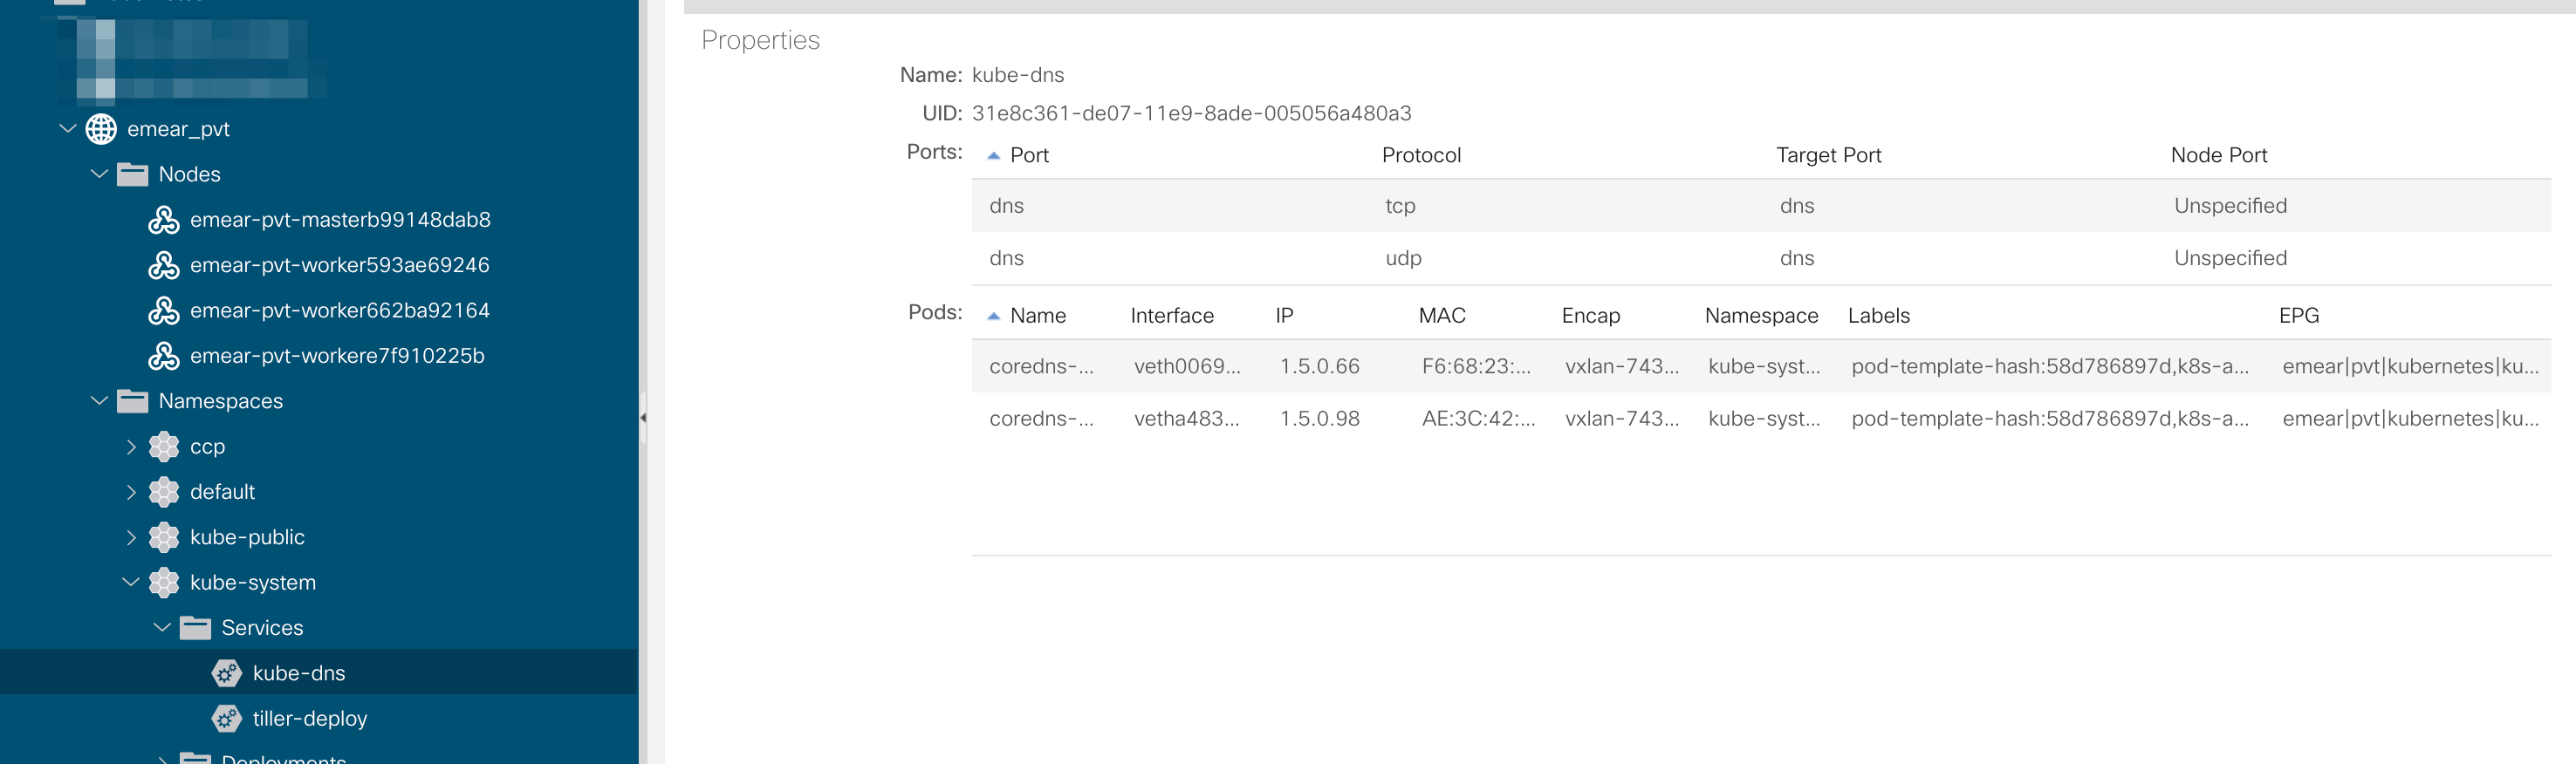 emear_pvt
Nodes
emear-pvt-masterb99148dab8
emear-pvt-worker593ae69246
emear-pvt-worker662ba92164
emear-pvt-workere7f910225b
Namespaces
ccp
default
kube-public
kube-system
Services
kube-dns
tiller-deploy
Deployments
Properties
Name: kube-dns
UID: 31e8c361-de07-11e9-8ade-005056a480a3
Ports: Port Protocol Target Port Node Port
dns tcp dns Unspecified
dns udp dns Unspecified
Pods: Name Interface IP MAC Encap Namespace Labels EPG
coredns-... veth0069... 1.5.0.66 F6:68:23:... vxlan-743... kube-syst... pod-template-hash:58d786897d,k8s-a... emear|pvt|kubernetes|ku...
coredns-... vetha483... 1.5.0.98 AE:3C:42:... vxlan-743... kube-syst... pod-template-hash:58d786897d,k8s-a... emear|pvt|kubernetes|ku...